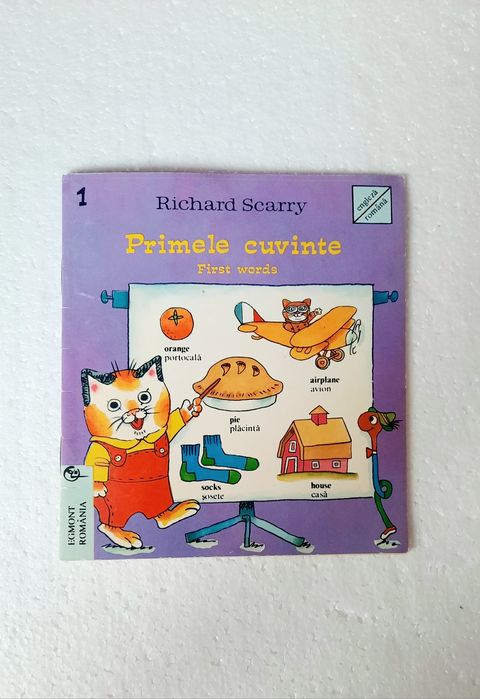 1
Richard Scarry
engleză
română
Primele cuvinte
First words
orange
portocală
airplane
avion
pie
plăcintă
socks
șosete
house
casă
EGMONT
ROMÂNIA